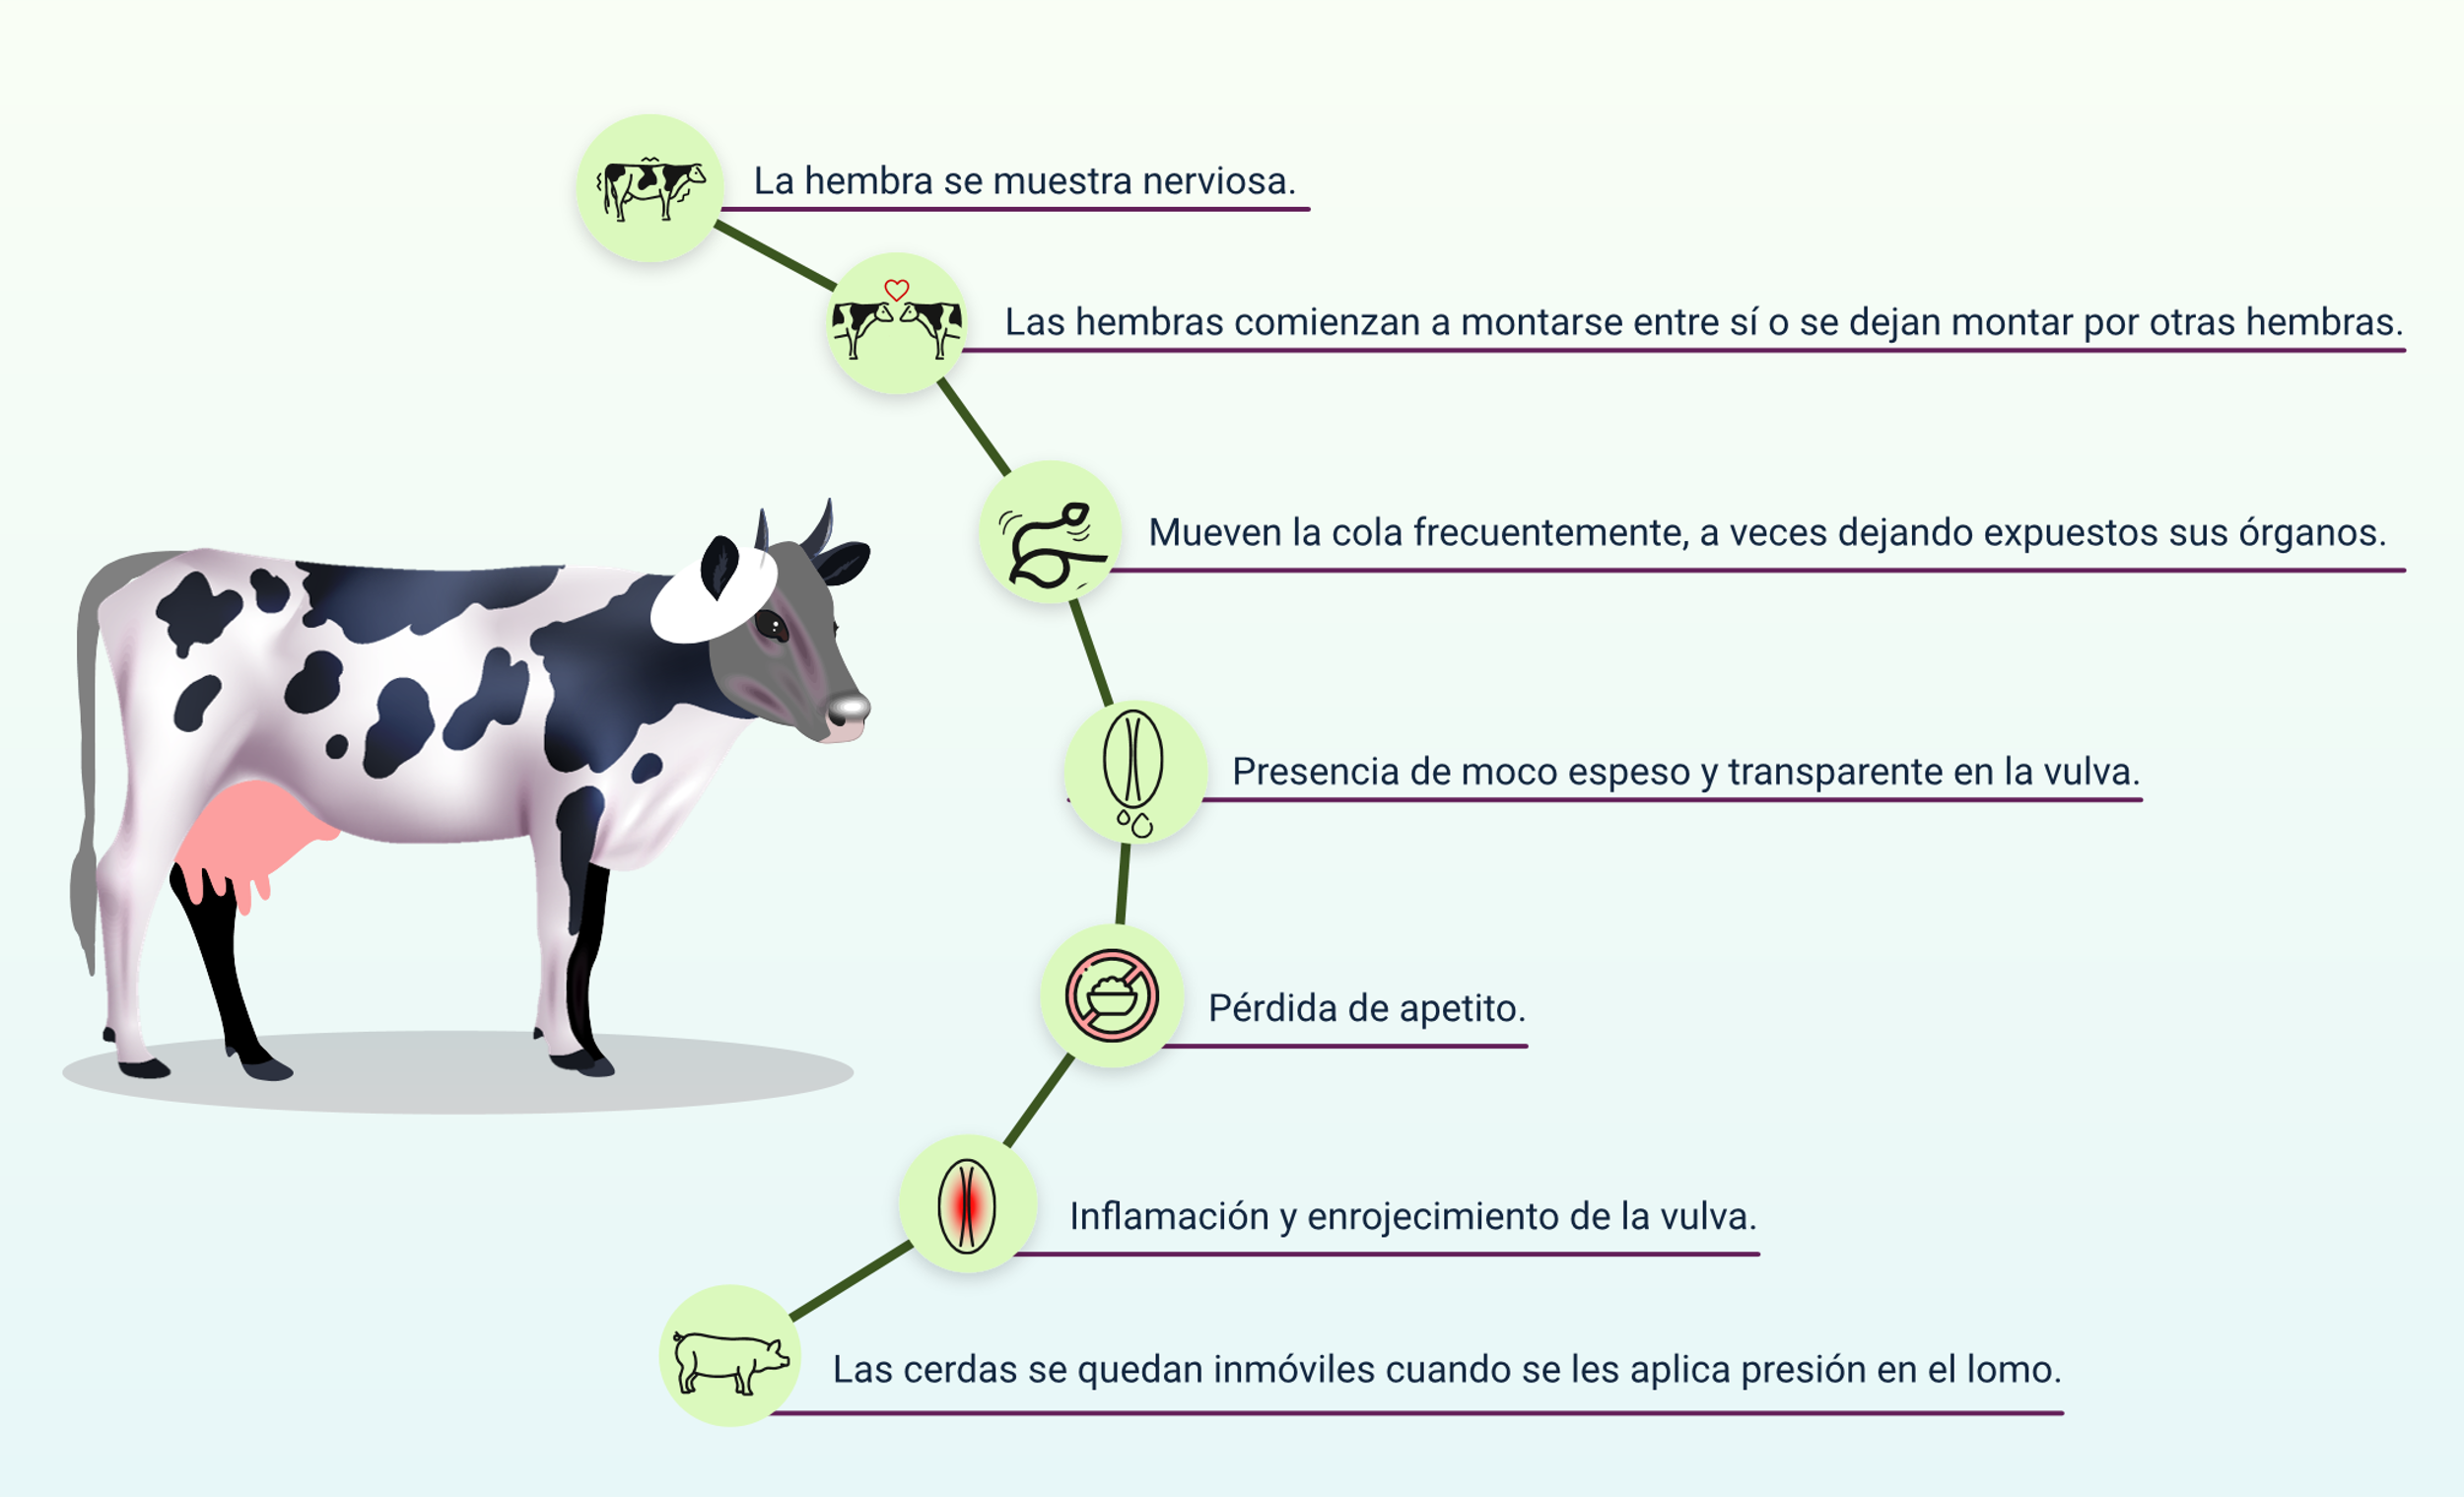 La hembra se muestra nerviosa.
Las hembras comienzan a montarse entre sí o se dejan montar por otras hembras.
Mueven la cola frecuentemente, a veces dejando expuestos sus órganos.
Presencia de moco espeso y transparente en la vulva.
Pérdida de apetito.
Inflamación y enrojecimiento de la vulva.
Las cerdas se quedan inmóviles cuando se les aplica presión en el lomo.